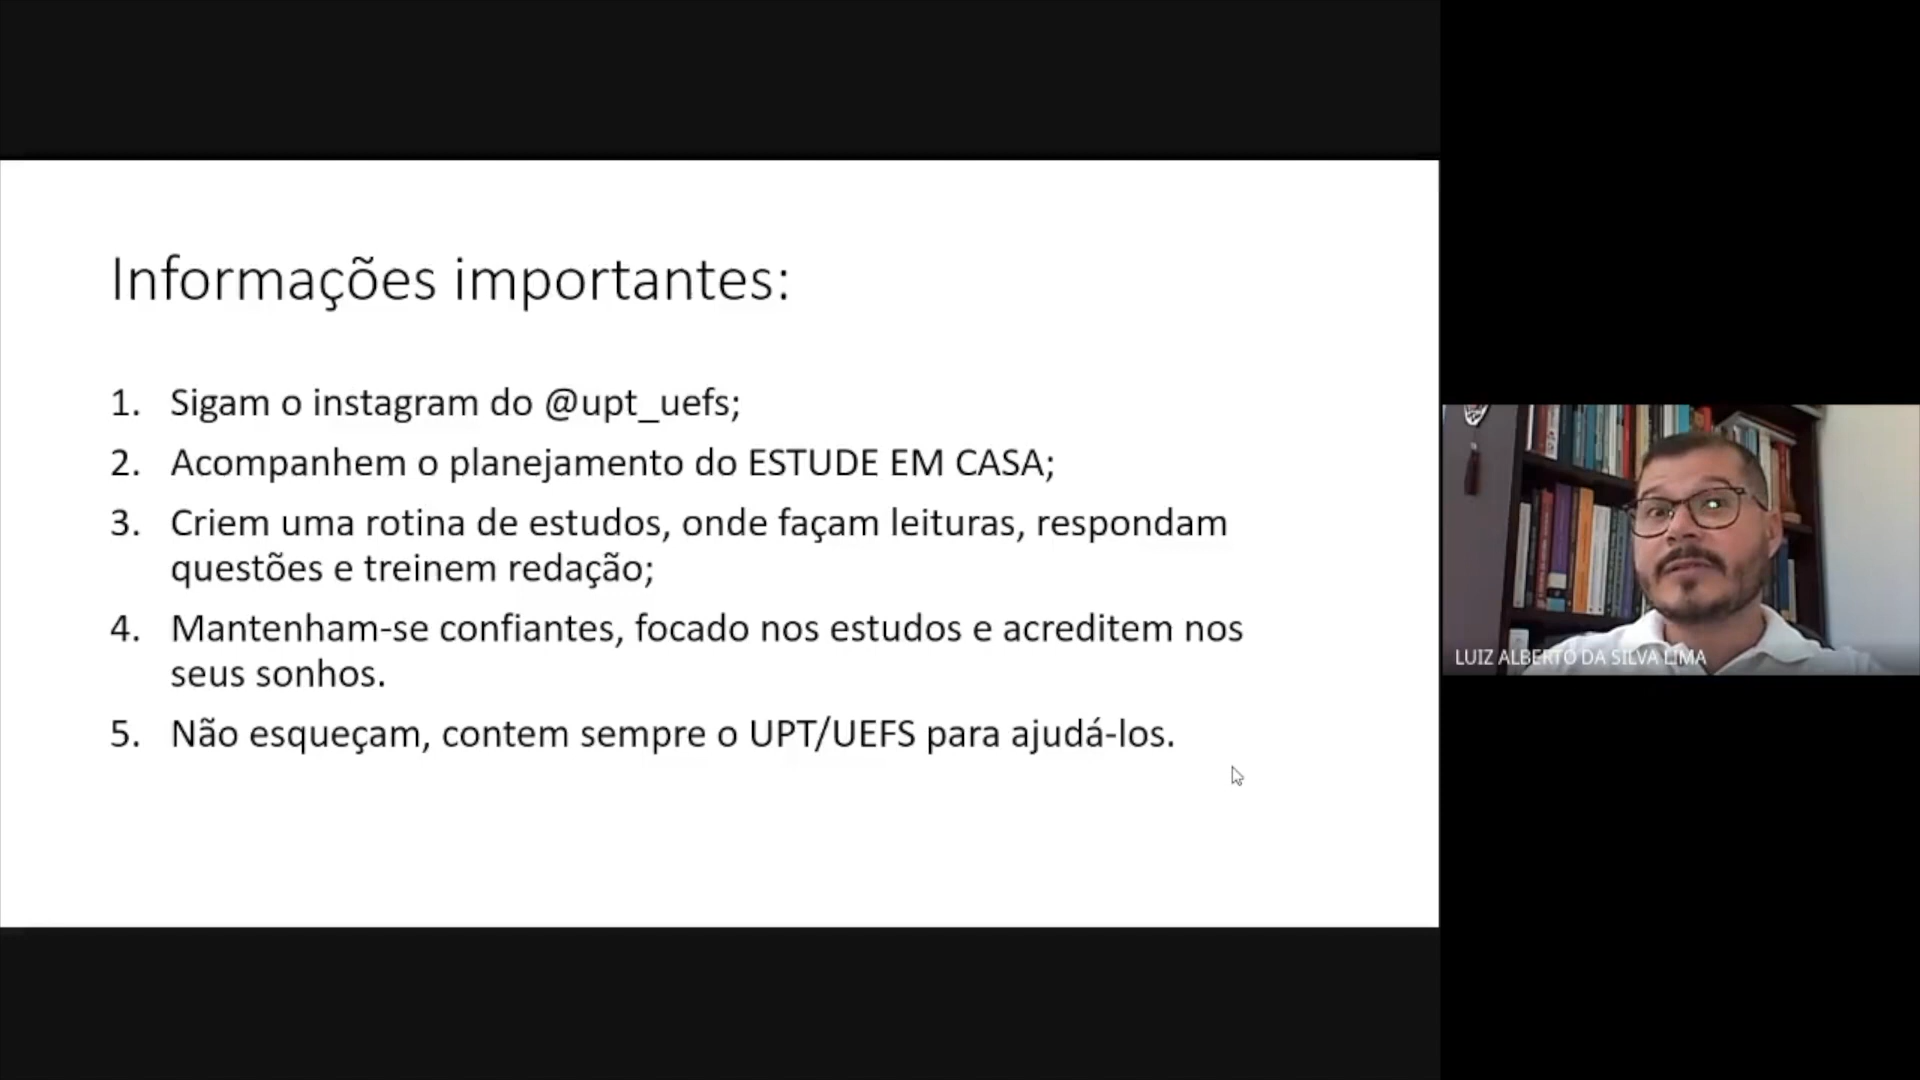 Informações importantes:
1. Sigam o instagram do @upt_uefs;
2. Acompanhem o planejamento do ESTUDE EM CASA;
3. Criem uma rotina de estudos, onde façam leituras, respondam
questões e treinem redação;
4. Mantenham-se confiantes, focado nos estudos e acreditem nos
seus sonhos.
5. Não esqueçam, contem sempre o UPT/UEFS para ajudá-los.
LUIZ ALBERTO DA SILVA LIMA